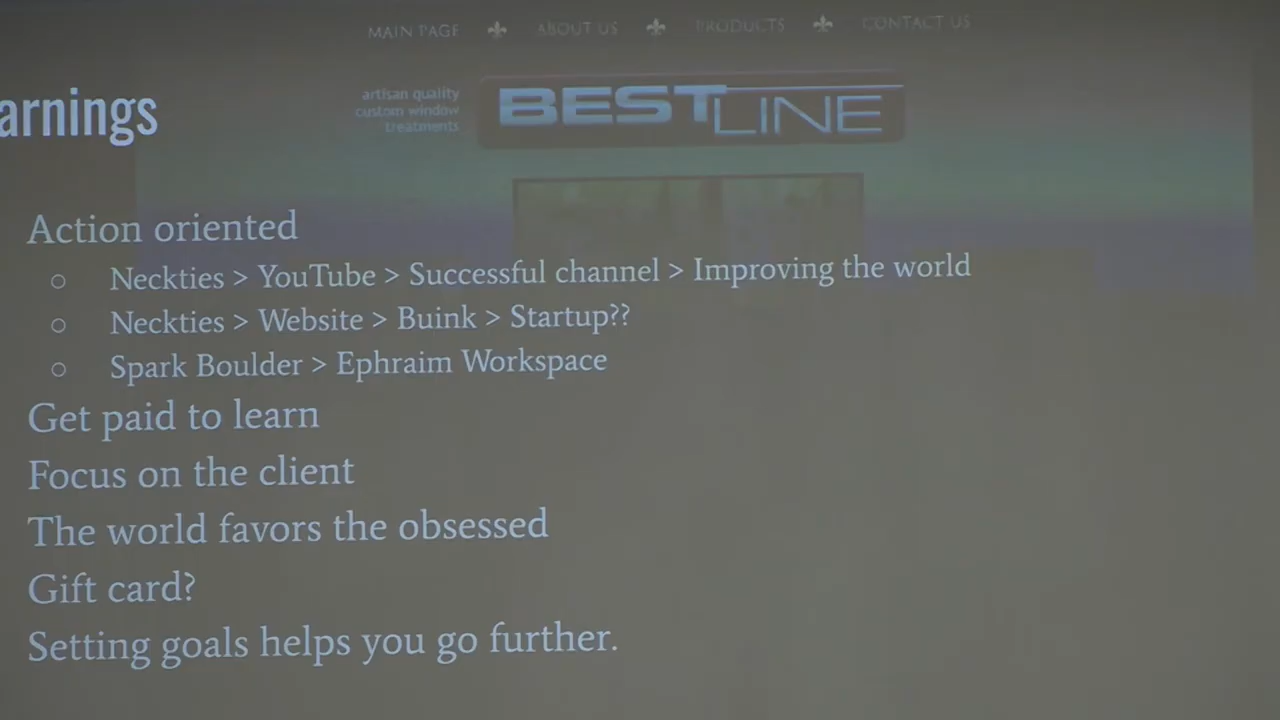 MAIN PAGE ABOUT US PRODUCTS CONTACT US
artisan quality
custom window
treatments
BESTLINE
arnings
Action oriented
○ Neckties > YouTube > Successful channel > Improving the world
○ Neckties > Website > Buink > Startup??
○ Spark Boulder > Ephraim Workspace
Get paid to learn
Focus on the client
The world favors the obsessed
Gift card?
Setting goals helps you go further.